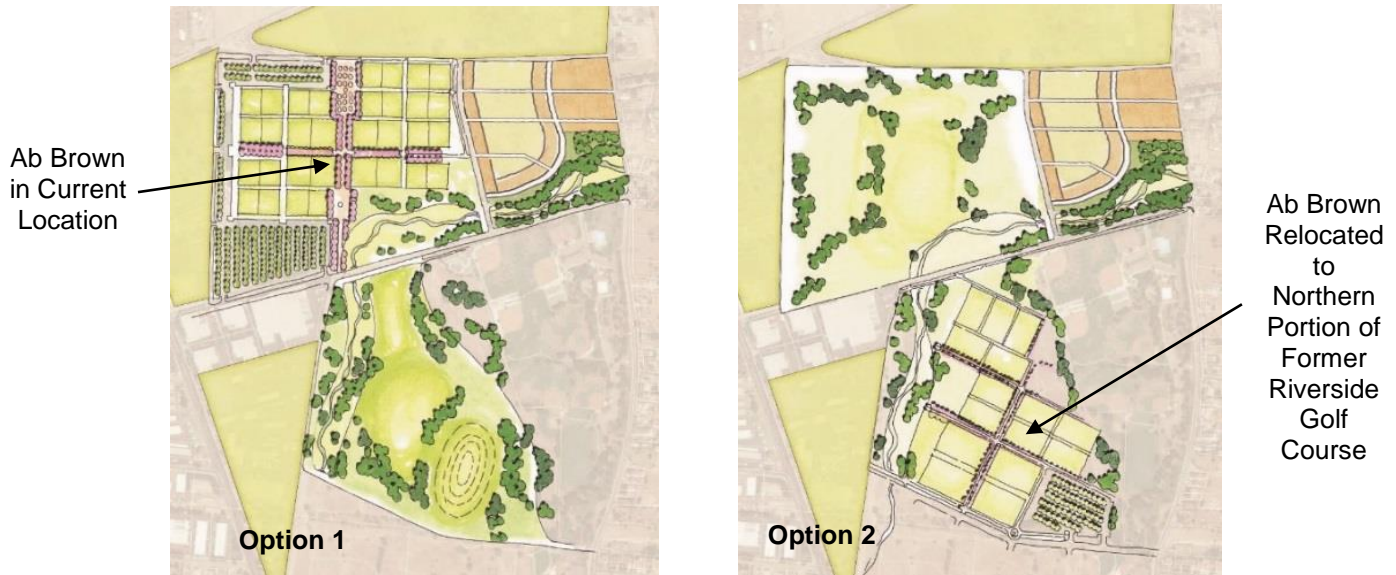 Ab Brown
in Current
Location
Option 1
Option 2
Ab Brown
Relocated
to
Northern
Portion of
Former
Riverside
Golf
Course